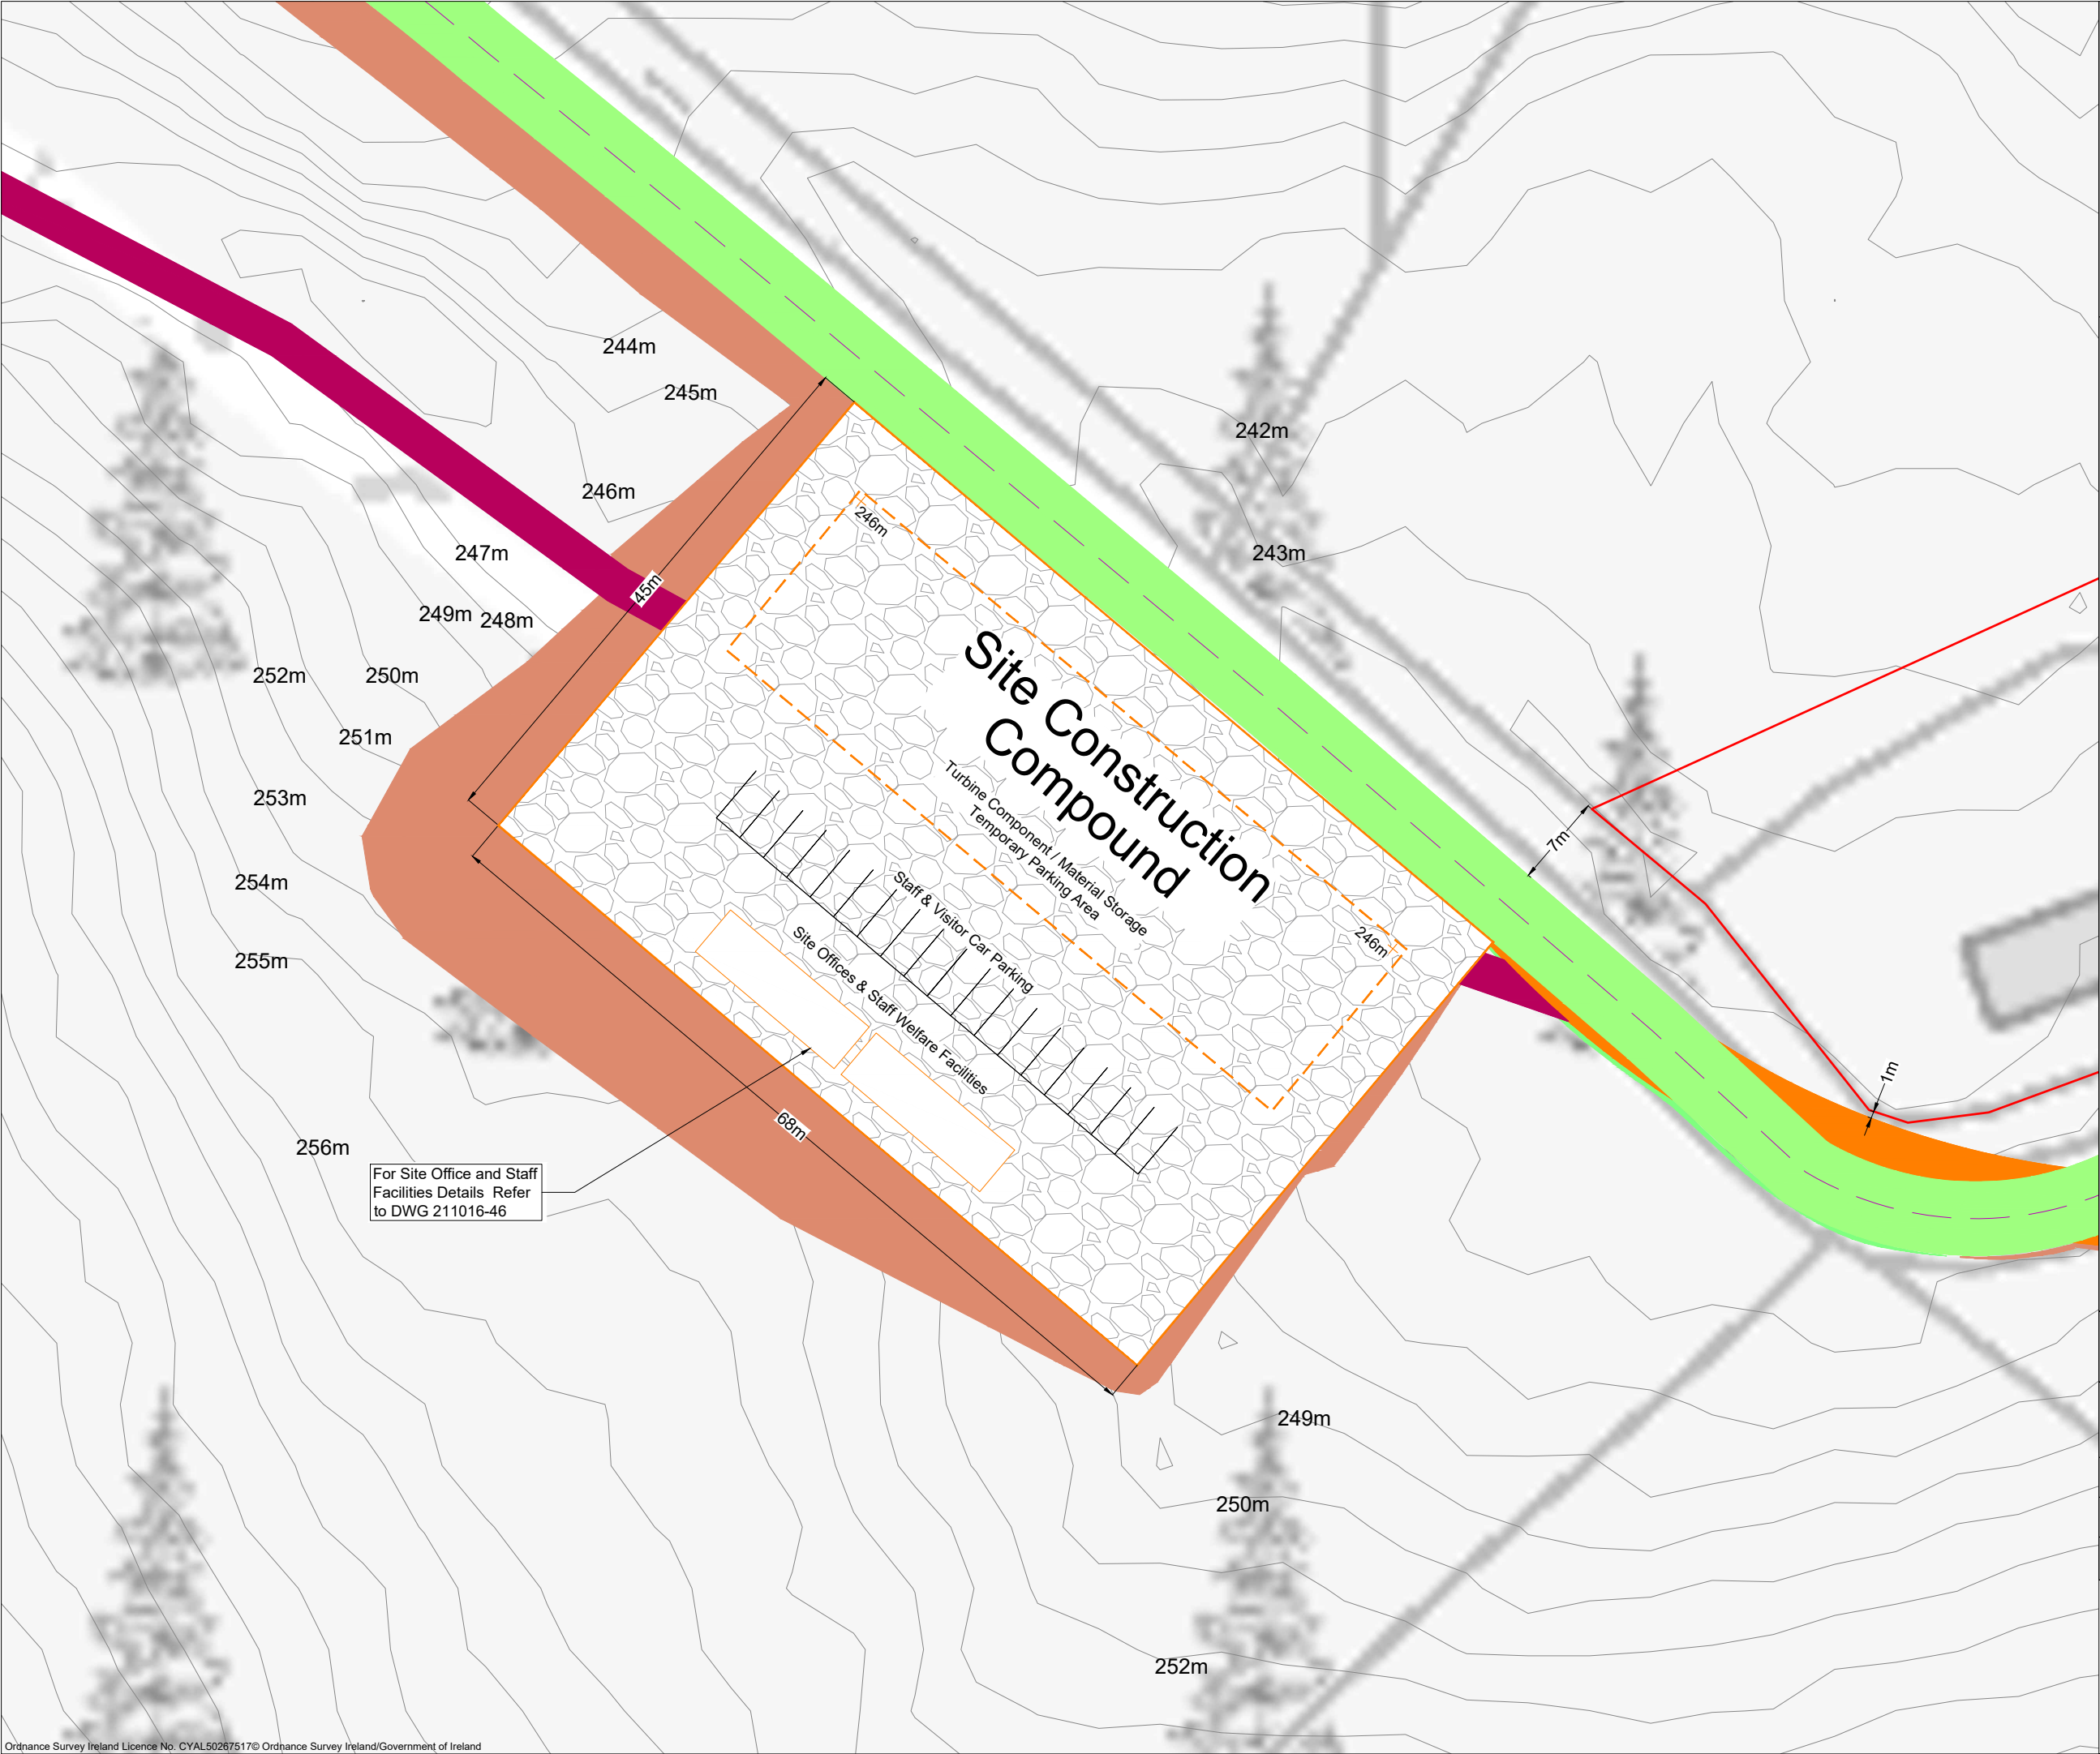 244m
245m
242m
246m
246m
247m
243m
45m
249m
248m
252m
250m
251m
253m
7m
254m
255m
Site Construction
Compound
Turbine Component / Material Storage
Temporary Parking Area
Staff & Visitor Car Parking
Site Offices & Staff Welfare Facilities
246m
1m
68m
256m
For Site Office and Staff
Facilities Details Refer
to DWG 211016-46
249m
250m
252m
Ordnance Survey Ireland Licence No. CYAL50267517© Ordnance Survey Ireland/Government of Ireland